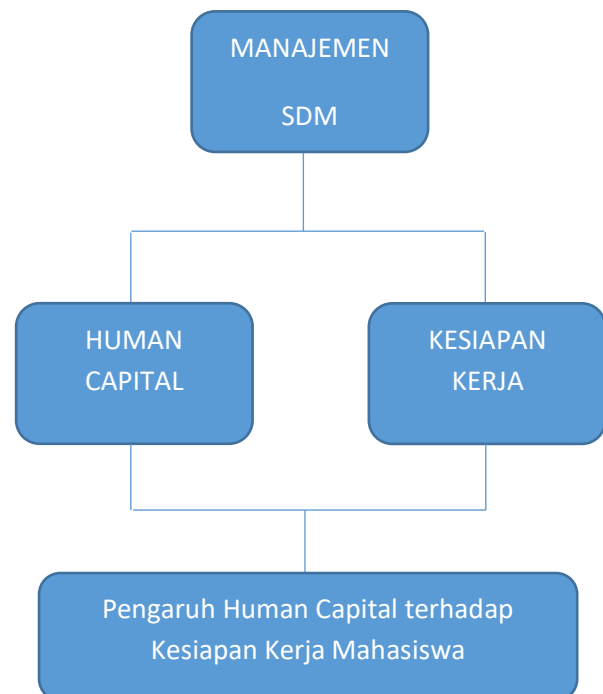 MANAJEMEN
SDM
HUMAN
CAPITAL
KESIAPAN
KERJA
Pengaruh Human Capital terhadap
Kesiapan Kerja Mahasiswa